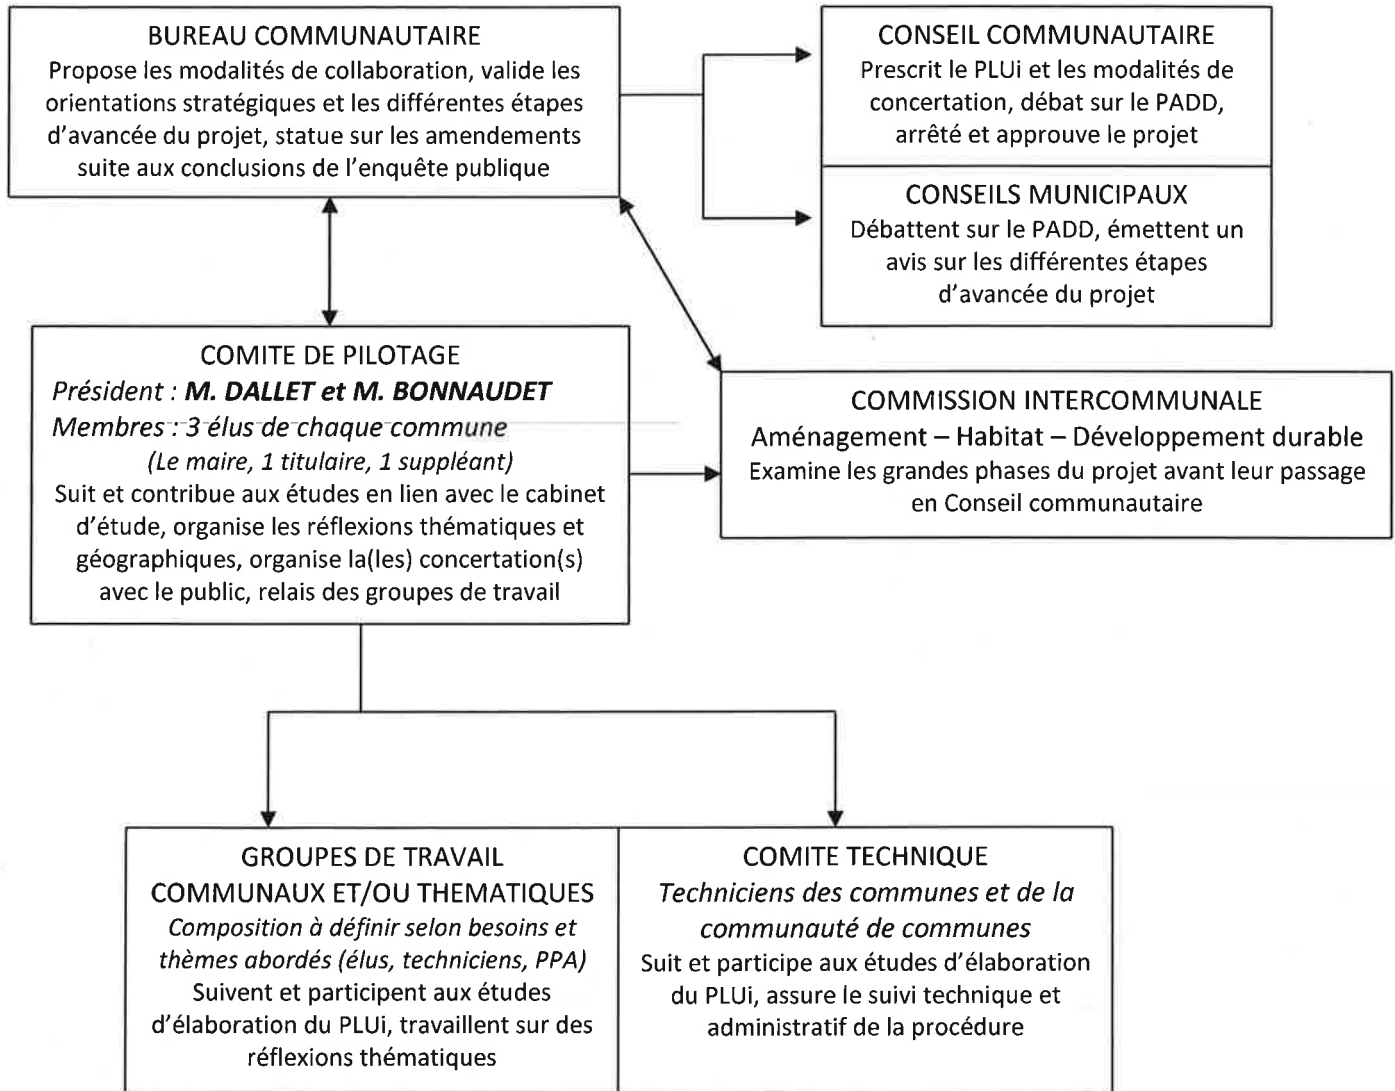 BUREAU COMMUNAUTAIRE
Propose les modalités de collaboration, valide les
orientations stratégiques et les différentes étapes
d'avancée du projet, statue sur les amendements
suite aux conclusions de l'enquête publique
CONSEIL COMMUNAUTAIRE
Prescrit le PLUi et les modalités de
concertation, débat sur le PADD,
arrêté et approuve le projet
CONSEILS MUNICIPAUX
Débattent sur le PADD, émettent un
avis sur les différentes étapes
d'avancée du projet
COMITE DE PILOTAGE
Président : M. DALLET et M. BONNAUDET
Membres : 3 élus de chaque commune
(Le maire, 1 titulaire, 1 suppléant)
Suit et contribue aux études en lien avec le cabinet
d'étude, organise les réflexions thématiques et
géographiques, organise la(les) concertation(s)
avec le public, relais des groupes de travail
COMMISSION INTERCOMMUNALE
Aménagement – Habitat – Développement durable
Examine les grandes phases du projet avant leur passage
en Conseil communautaire
GROUPES DE TRAVAIL
COMMUNAUX ET/OU THEMATIQUES
Composition à définir selon besoins et
thèmes abordés (élus, techniciens, PPA)
Suivent et participent aux études
d'élaboration du PLUi, travaillent sur des
réflexions thématiques
COMITE TECHNIQUE
Techniciens des communes et de la
communauté de communes
Suit et participe aux études d'élaboration
du PLUi, assure le suivi technique et
administratif de la procédure